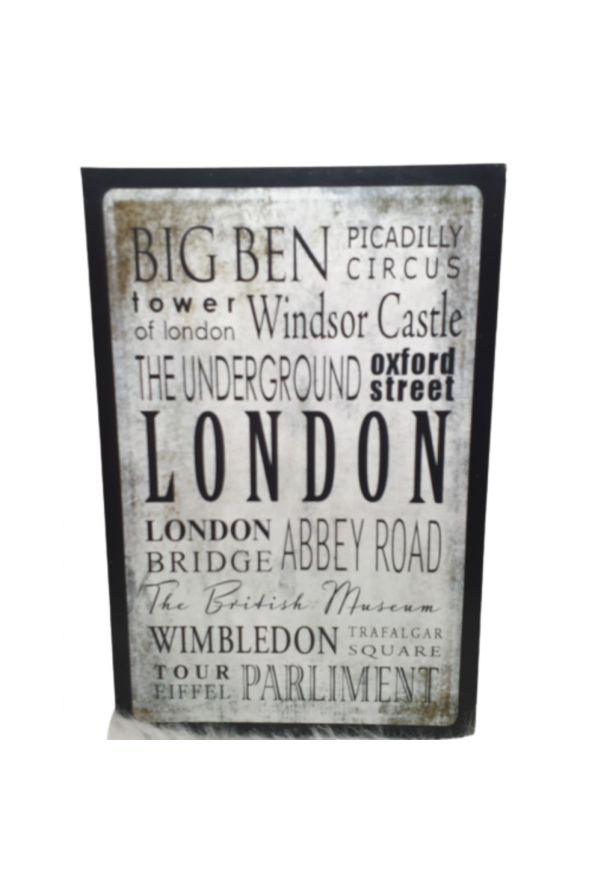 BIG BEN PICADILLY CIRCUS
tower of london Windsor Castle
THE UNDERGROUND oxford street
LONDON
LONDON BRIDGE ABBEY ROAD
The British Museum
WIMBLEDON TRAFALGAR SQUARE
TOUR EIFFEL PARLIMENT